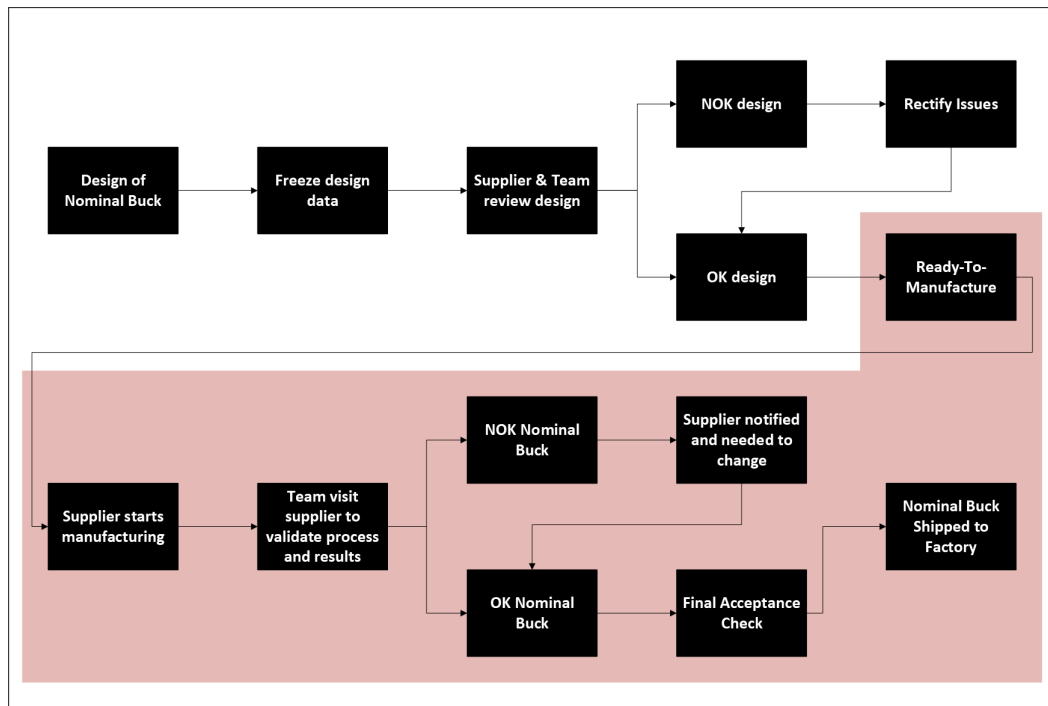 NOK design
Rectify Issues
Design of
Nominal Buck
Freeze design
data
Supplier & Team
review design
OK design
Ready-To-
Manufacture
NOK Nominal
Buck
Supplier notified
and needed to
change
Supplier starts
manufacturing
Team visit
supplier to
validate process
and results
Nominal Buck
Shipped to
Factory
OK Nominal
Buck
Final Acceptance
Check